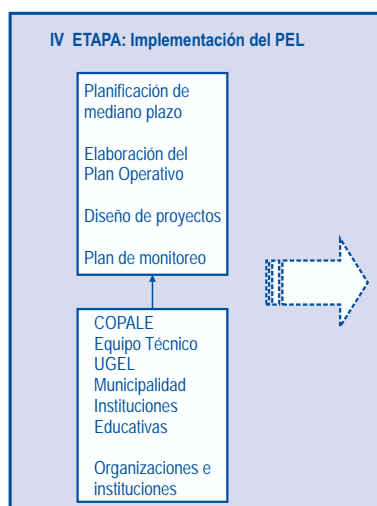 IV ETAPA: Implementación del PEL
Planificación de
mediano plazo
Elaboración del
Plan Operativo
Diseño de proyectos
Plan de monitoreo
COPALE
Equipo Técnico
UGEL
Municipalidad
Instituciones
Educativas
Organizaciones e
instituciones